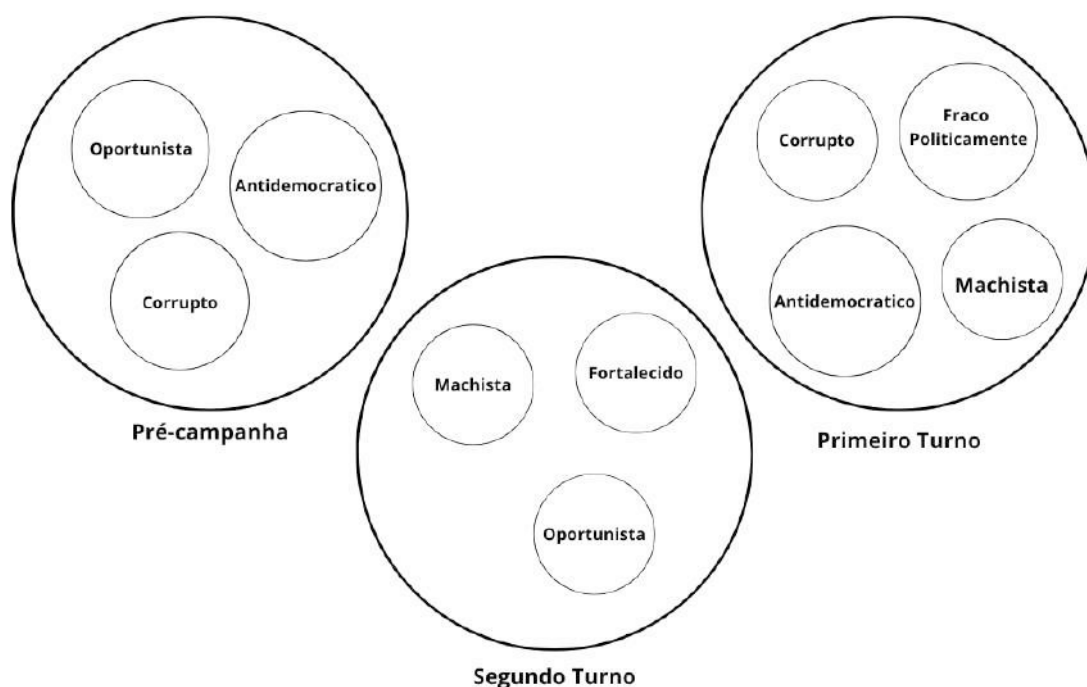 Oportunista
Antidemocratico
Corrupto
Pré-campanha
Machista
Fortalecido
Oportunista
Segundo Turno
Corrupto
Fraco
Politicamente
Antidemocratico
Machista
Primeiro Turno